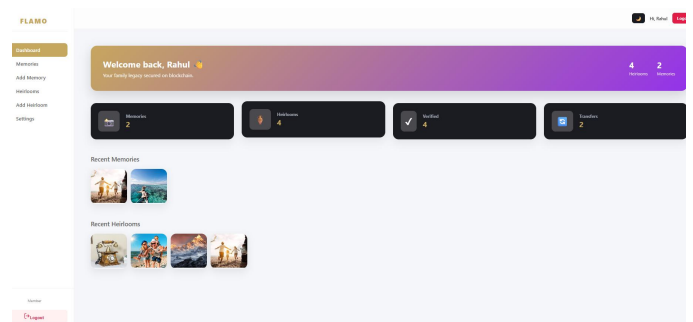 FLAMO
Hi, Rahul
Logo
Dashboard
Memories
Add Memory
Heirlooms
Add Heirloom
Settings
Welcome back, Rahul 👋
Your family legacy secured on blockchain.
4
Heirlooms
2
Memories
Memories
2
Heirlooms
4
Verified
4
Transfers
2
Recent Memories
Recent Heirlooms
Member
Logout